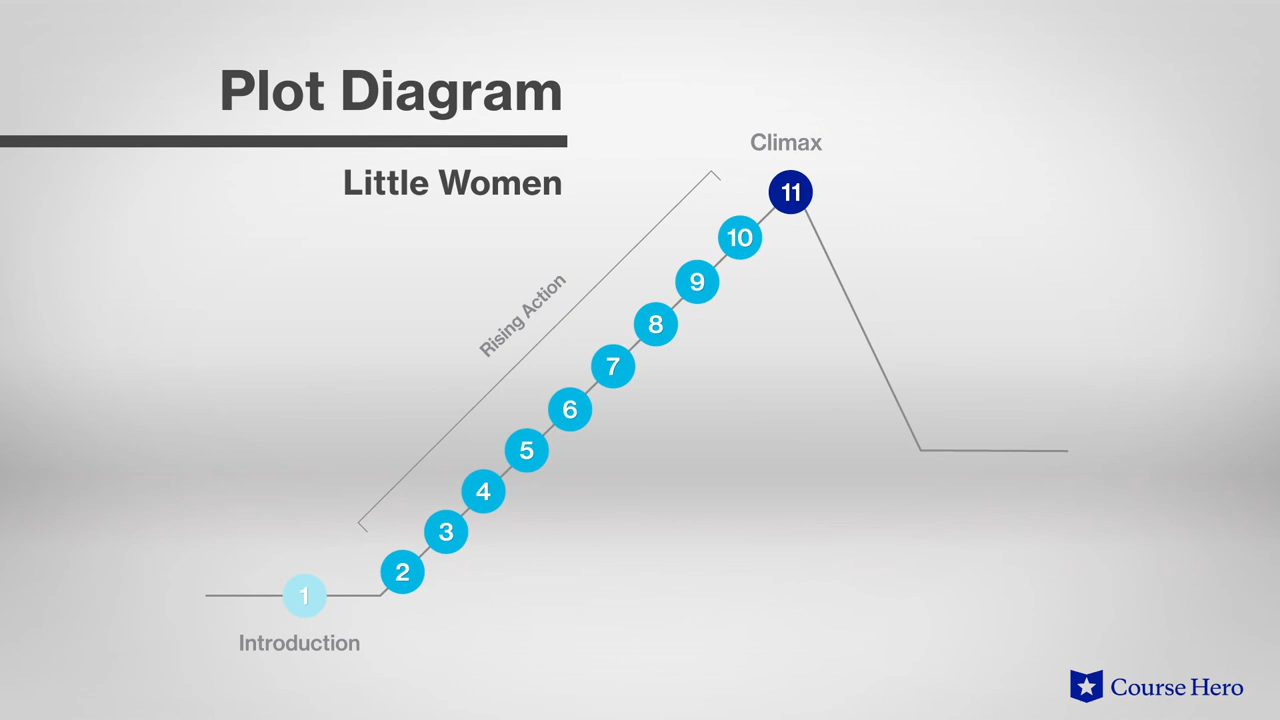 Plot Diagram
Little Women
Climax
11
10
9
Rising Action
8
7
6
5
4
3
2
1
Introduction
Course Hero